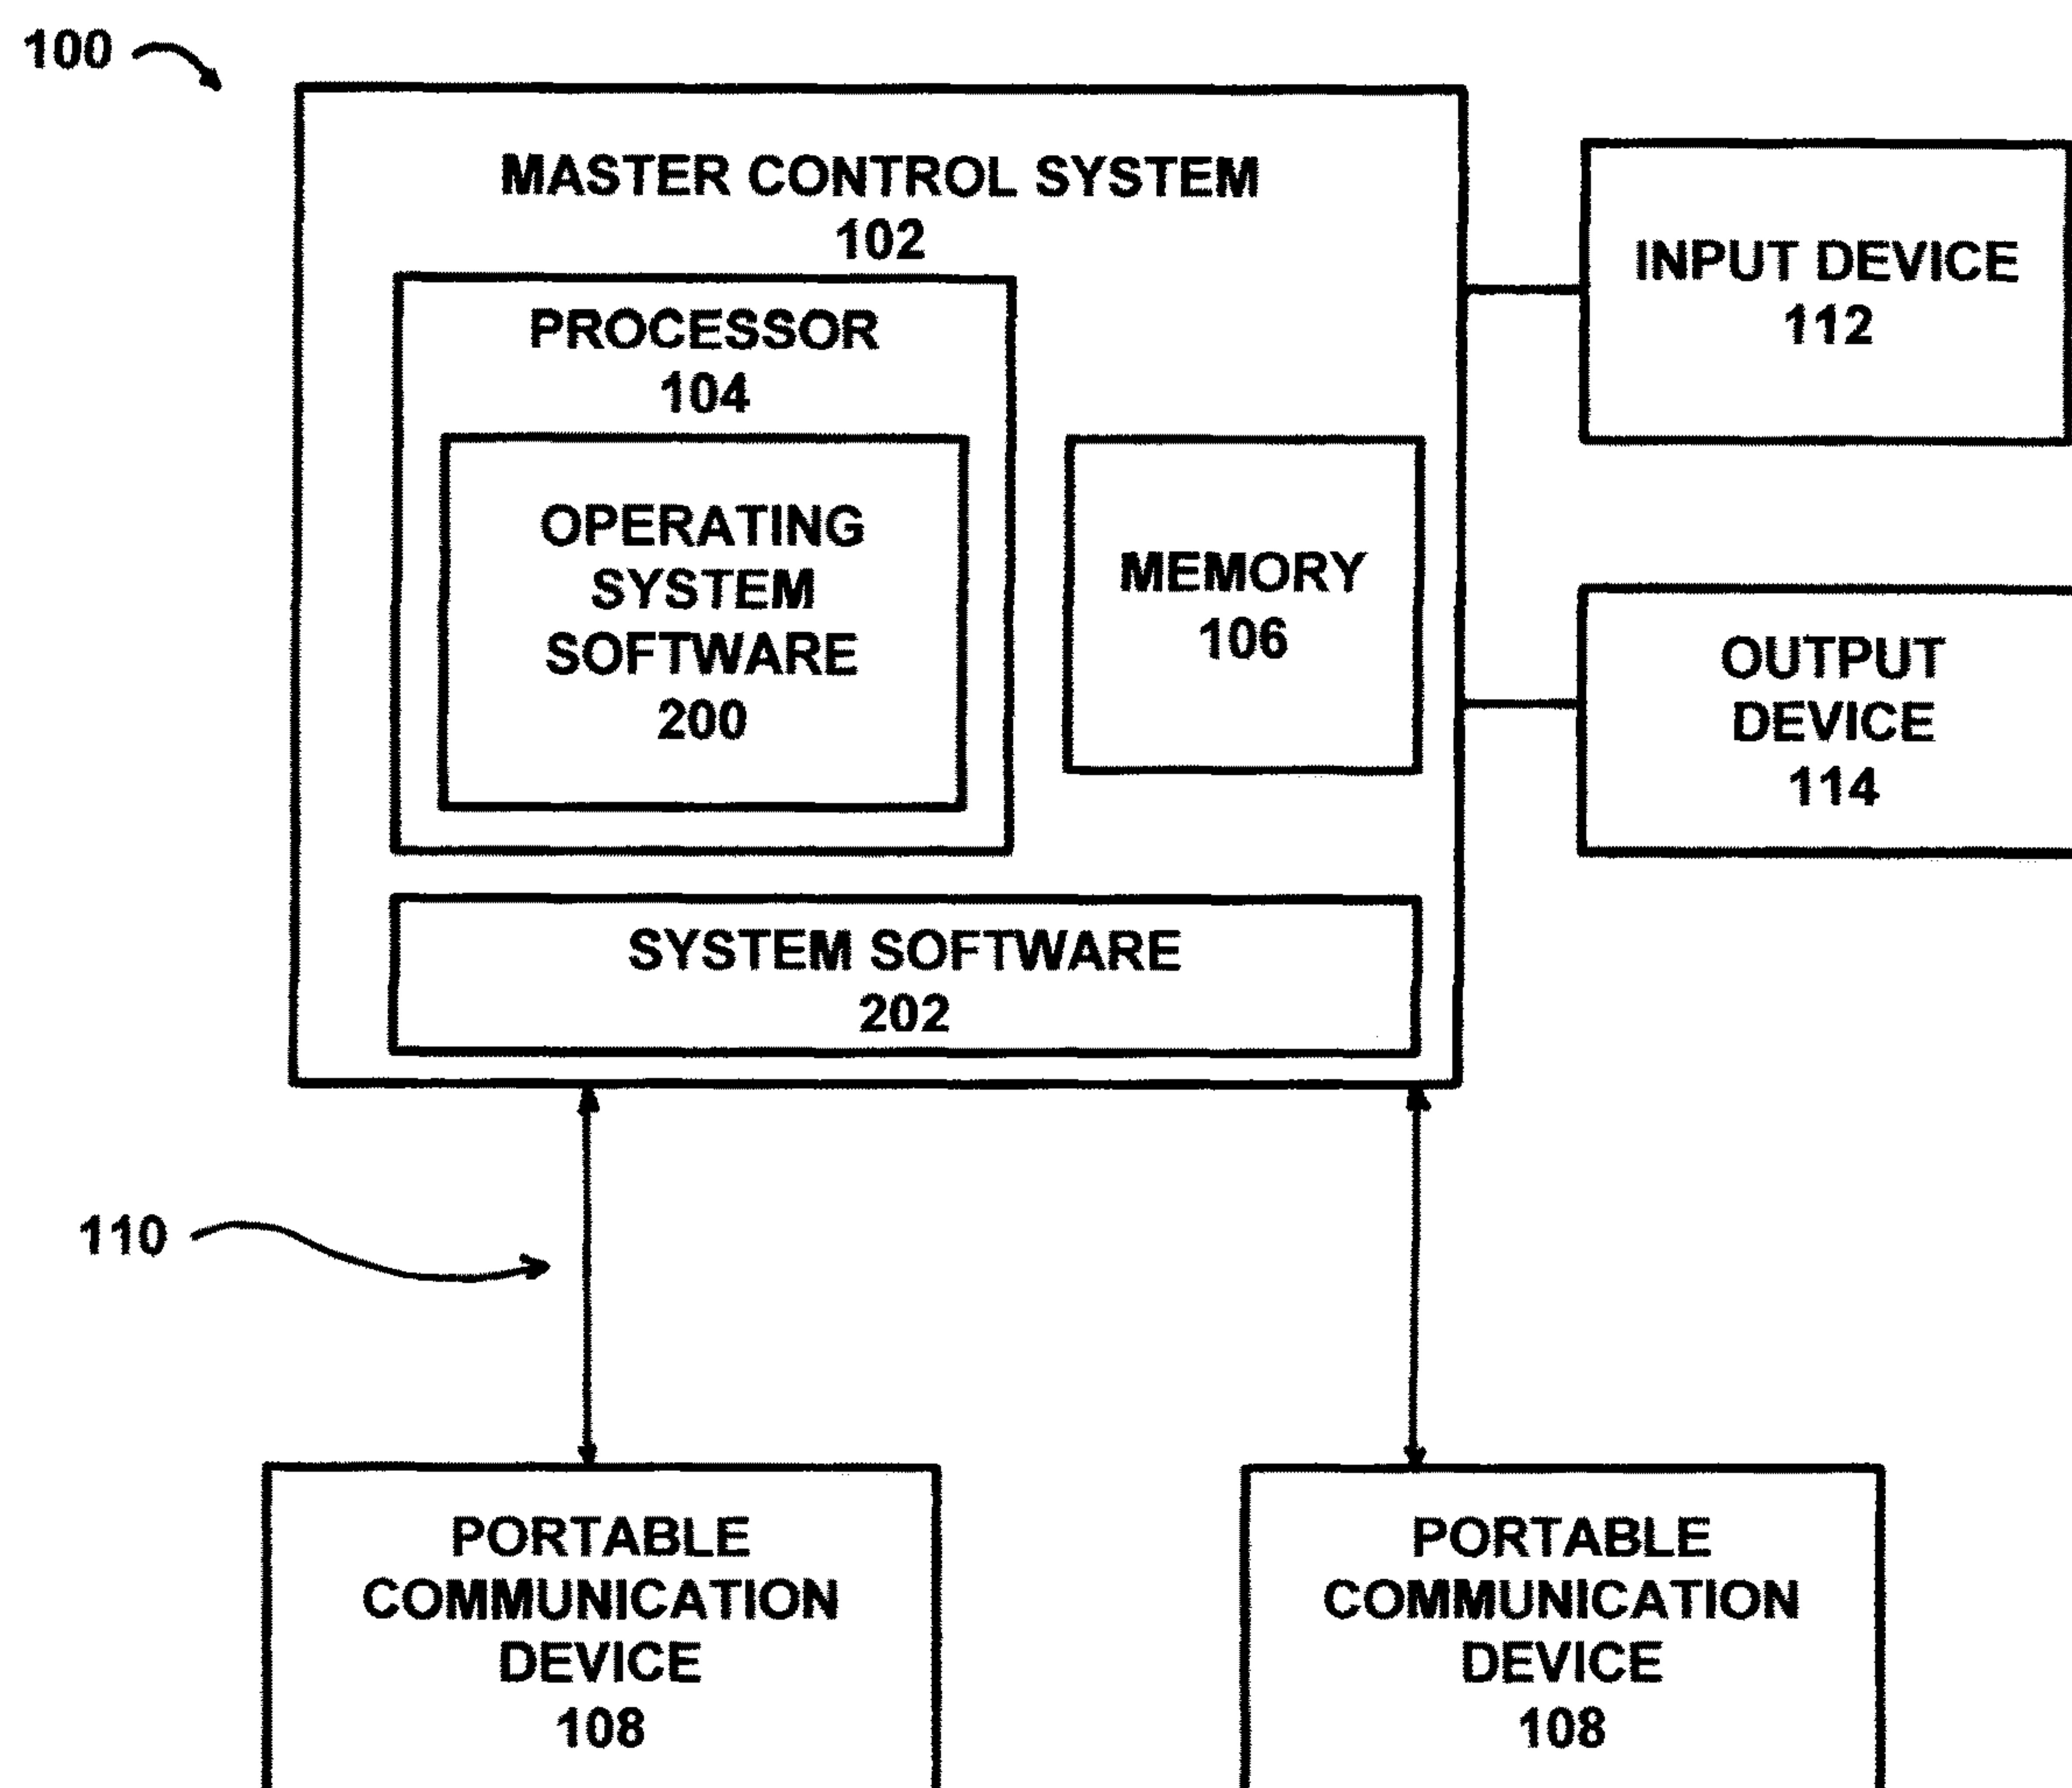 100
MASTER CONTROL SYSTEM
102
PROCESSOR
104
OPERATING
SYSTEM
SOFTWARE
200
MEMORY
106
SYSTEM SOFTWARE
202
INPUT DEVICE
112
OUTPUT
DEVICE
114
110
PORTABLE
COMMUNICATION
DEVICE
108
PORTABLE
COMMUNICATION
DEVICE
108